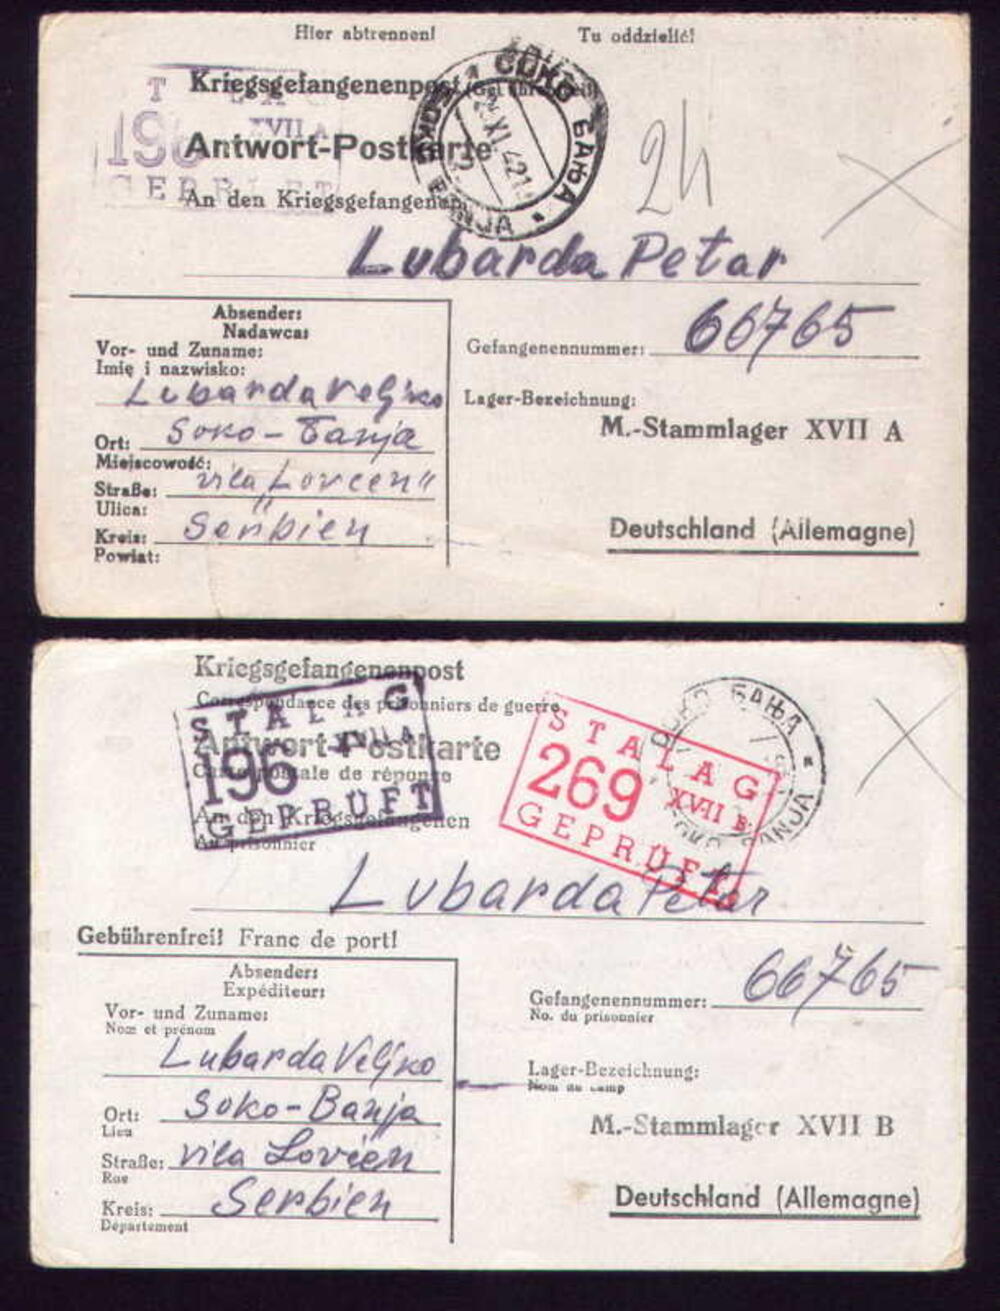 Hier abtrennen! Tu oddzielić!
Kriegsgefangenenpost
Antwort-Postkarte
An den Kriegsgefangenen
196
XVII A
СОКО БАЊА
BANJA
24
Lubarda Petar
Absender:
Nadawca:
Vor- und Zuname:
Imię i nazwisko:
Lubarda Veljko
Ort: Soko-Banja
Miejscowość:
Straße: vila „Lovcen“
Ulica:
Kreis: Serbien
Powiat:
Gefangenennummer: 66765
Lager-Bezeichnung:
M.-Stammlager XVII A
Deutschland (Allemagne)
Kriegsgefangenenpost
Correspondance des prisonniers de guerre
Antwort-Postkarte
Carte postale de réponse
An den Kriegsgefangenen
Au prisonnier
STALAG
XVII A
196
GEPRÜFT
STALAG
269 XVII B
GEPRÜFT
СОКО БАЊА
BANJA
Lubarda Petar
Gebührenfrei! Franc de port!
Absender:
Expéditeur:
Vor- und Zuname:
Nom et prénom
Lubarda Veljko
Ort: Soko-Banja
Lieu
Straße: vila Lovčen
Rue
Kreis: Serbien
Département
Gefangenennummer: 66765
No. du prisonnier
Lager-Bezeichnung:
Nom du camp
M.-Stammlager XVII B
Deutschland (Allemagne)